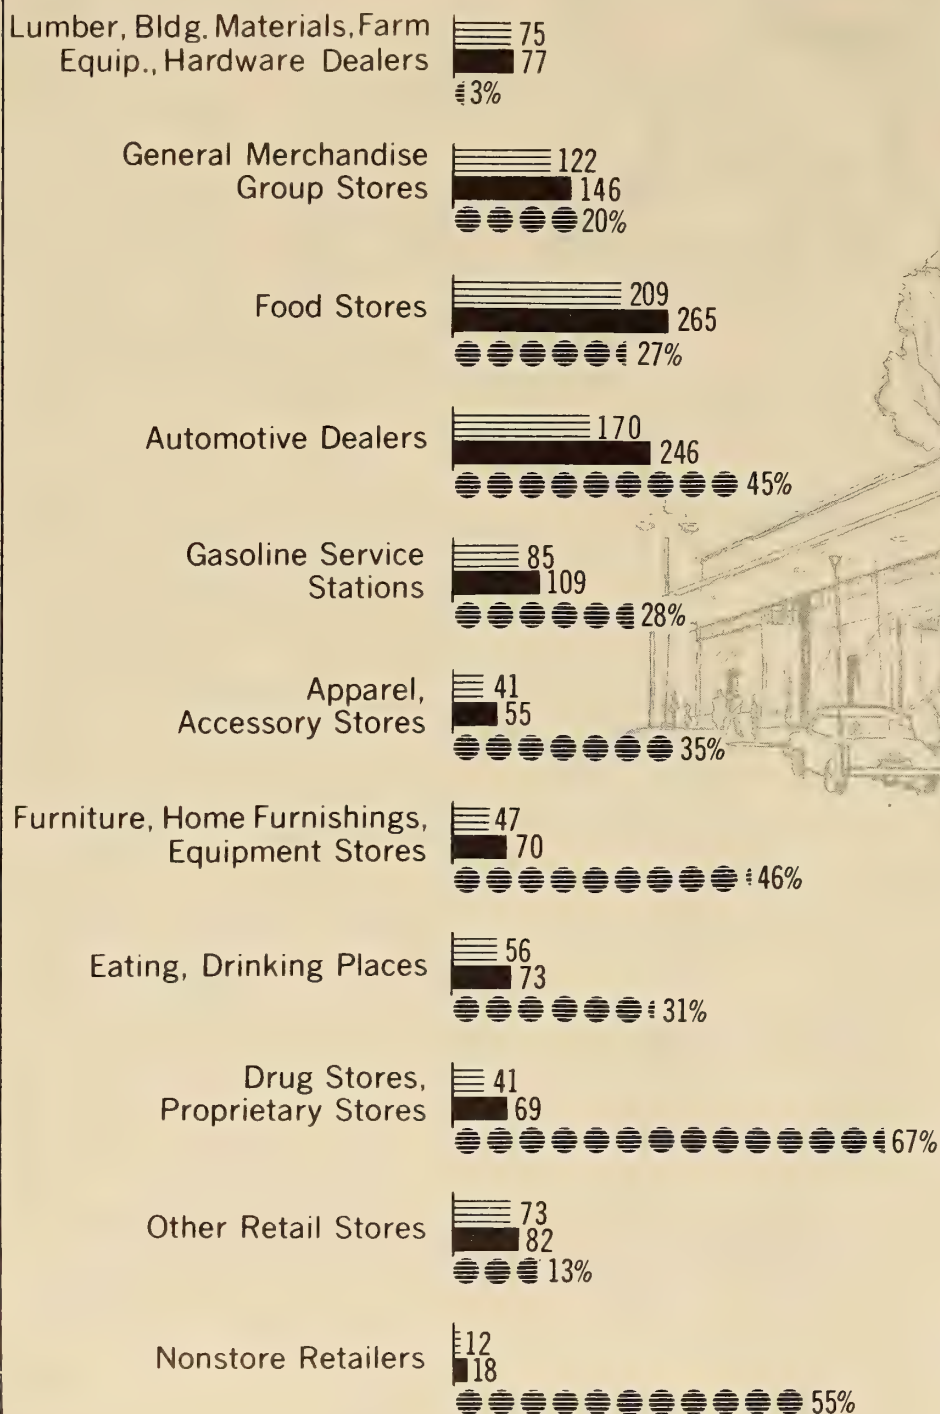 Lumber, Bldg. Materials, Farm
Equip., Hardware Dealers
75
77
3%
General Merchandise
Group Stores
122
146
20%
Food Stores
209
265
27%
Automotive Dealers
170
246
45%
Gasoline Service
Stations
85
109
28%
Apparel,
Accessory Stores
41
55
35%
Furniture, Home Furnishings,
Equipment Stores
47
70
46%
Eating, Drinking Places
56
73
31%
Drug Stores,
Proprietary Stores
41
69
67%
Other Retail Stores
73
82
13%
Nonstore Retailers
12
18
55%